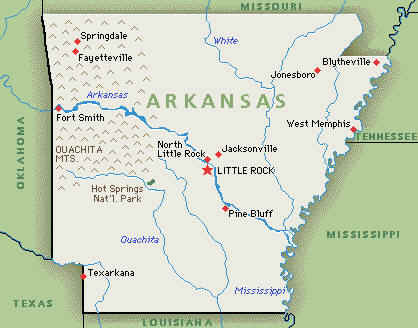 MISSOURI
Springdale
White
Fayetteville
Blytheville
Jonesboro
Arkansas
ARKANSAS
Fort Smith
OKLAHOMA
West Memphis
TENNESSEE
North
Little Rock
Jacksonville
OUACHITA
MTS.
LITTLE ROCK
Hot Springs
Nat'l. Park
Pine Bluff
MISSISSIPPI
Ouachita
Texarkana
Mississippi
TEXAS
LOUISIANA